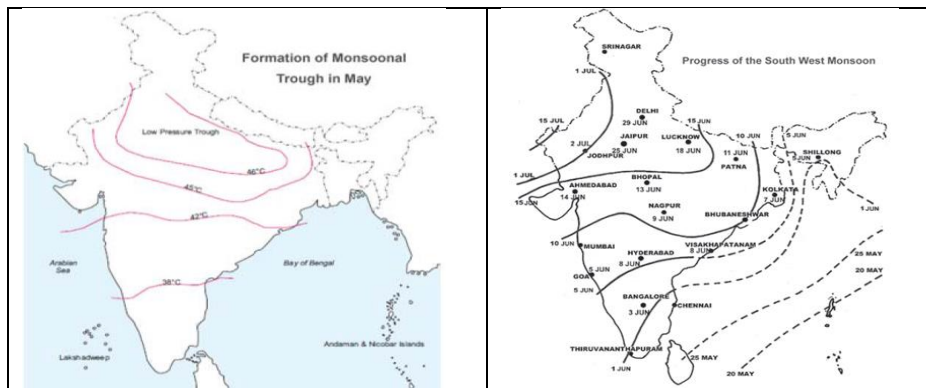 Formation of Monsoonal
Trough in May
Low Pressure Trough
46°C
45°C
42°C
38°C
Arabian
Sea
Bay of Bengal
Lakshadweep
Andaman & Nicobar Islands
Progress of the South West Monsoon
SRINAGAR
1 JUL
DELHI
29 JUN
15 JUL
15 JUN
10 JUN
5 JUN
JAIPUR
25 JUN
LUCKNOW
18 JUN
2 JUL
JODHPUR
11 JUN
PATNA
SHILLONG
5 JUN
1 JUL
BHOPAL
13 JUN
AHMEDABAD
14 JUN
15 JUN
KOLKATA
7 JUN
NAGPUR
9 JUN
BHUBANESHWAR
1 JUN
10 JUN
MUMBAI
HYDERABAD
8 JUN
VISAKHAPATANAM
8 JUN
25 MAY
20 MAY
GOA
5 JUN
5 JUN
BANGALORE
3 JUN
CHENNAI
THIRUVANANTHAPURAM
1 JUN
25 MAY
20 MAY